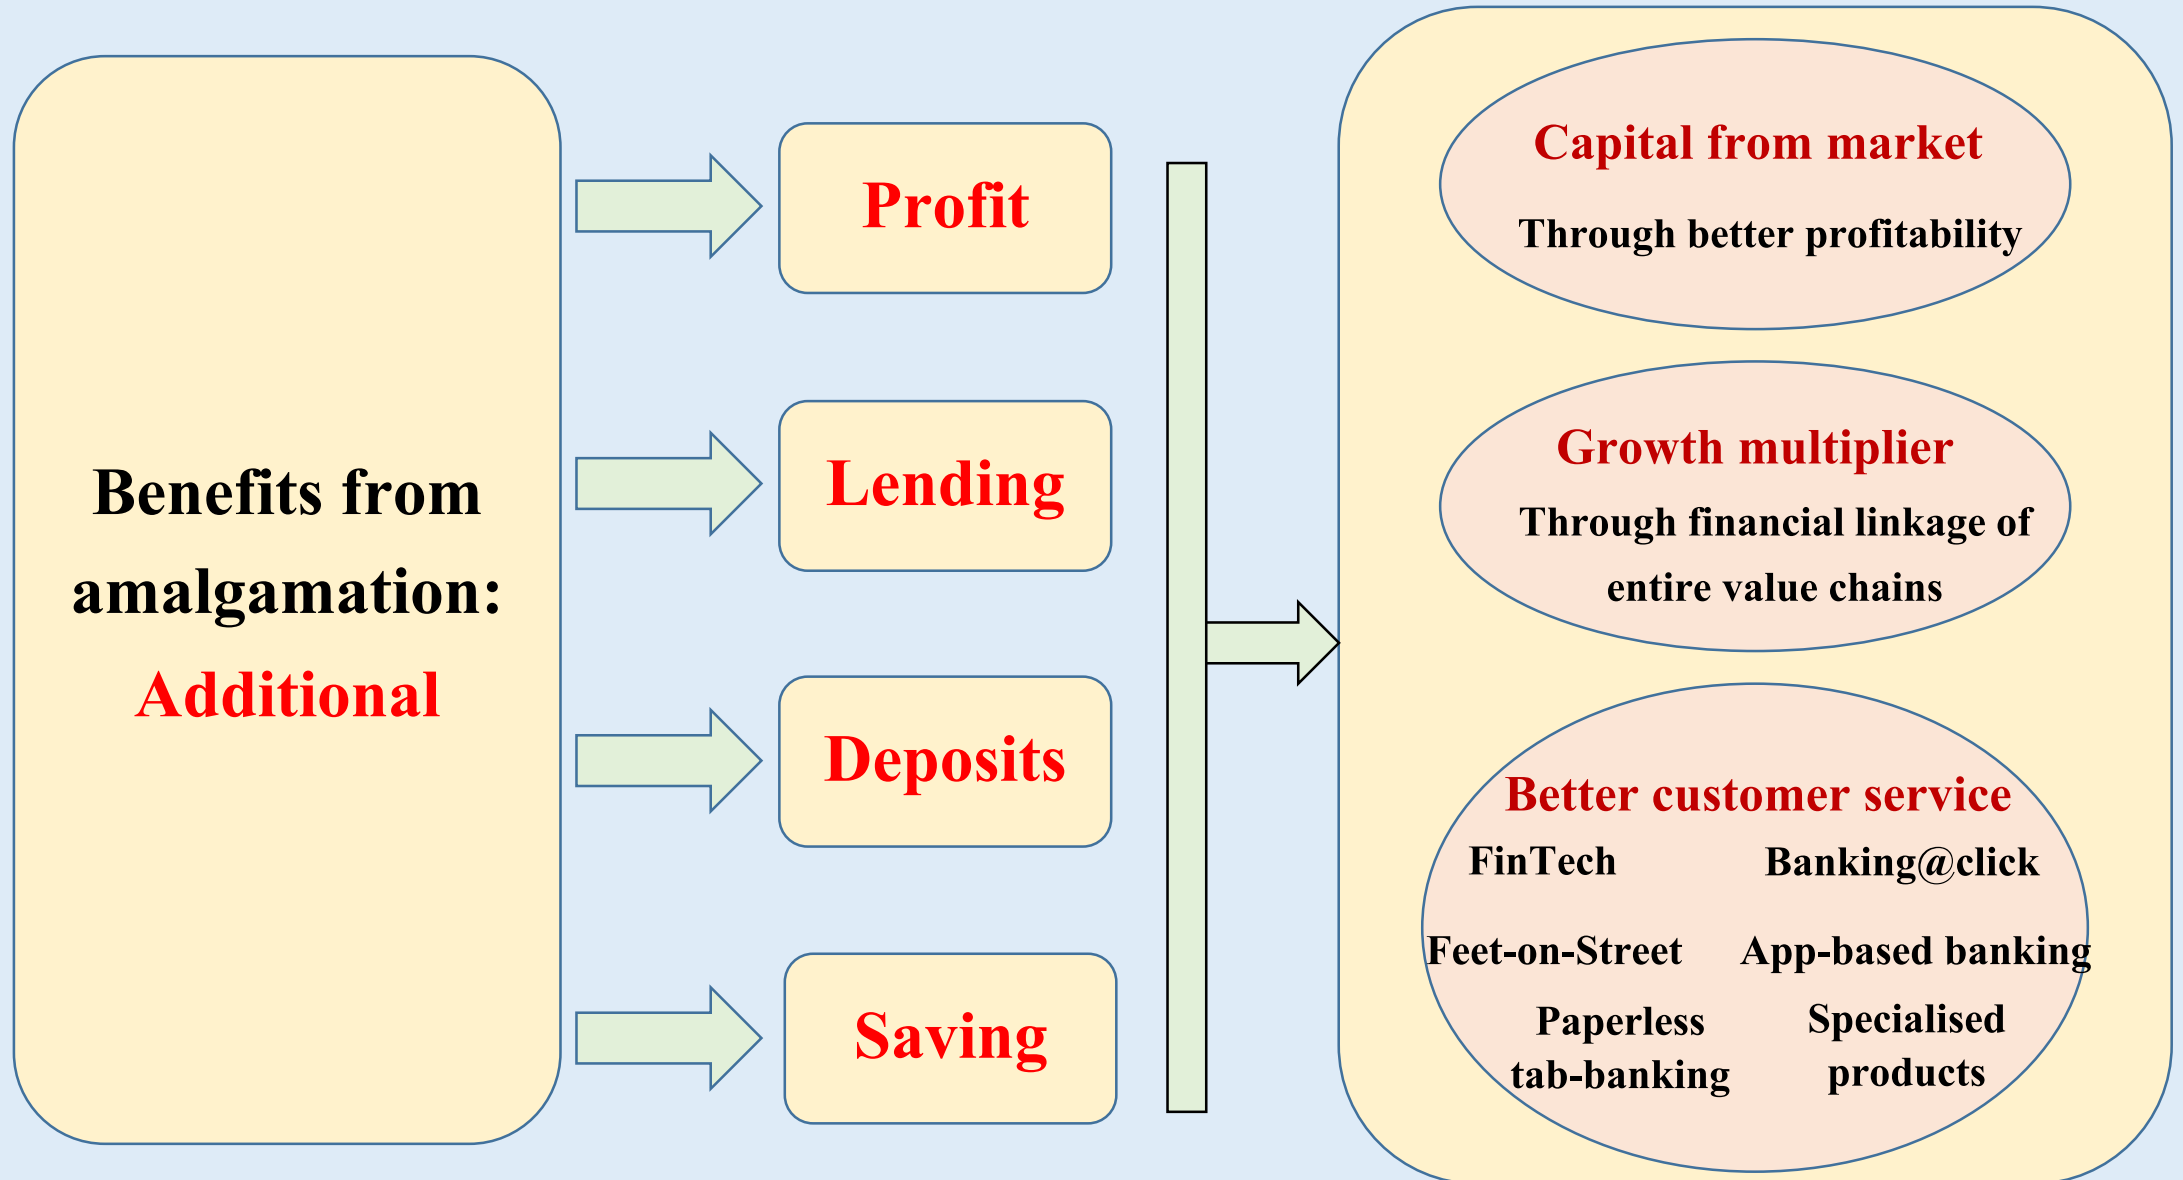 Benefits from
amalgamation:
Additional
Profit
Lending
Deposits
Saving
Capital from market
Through better profitability
Growth multiplier
Through financial linkage of
entire value chains
Better customer service
FinTech
Banking@click
Feet-on-Street
App-based banking
Paperless
tab-banking
Specialised
products